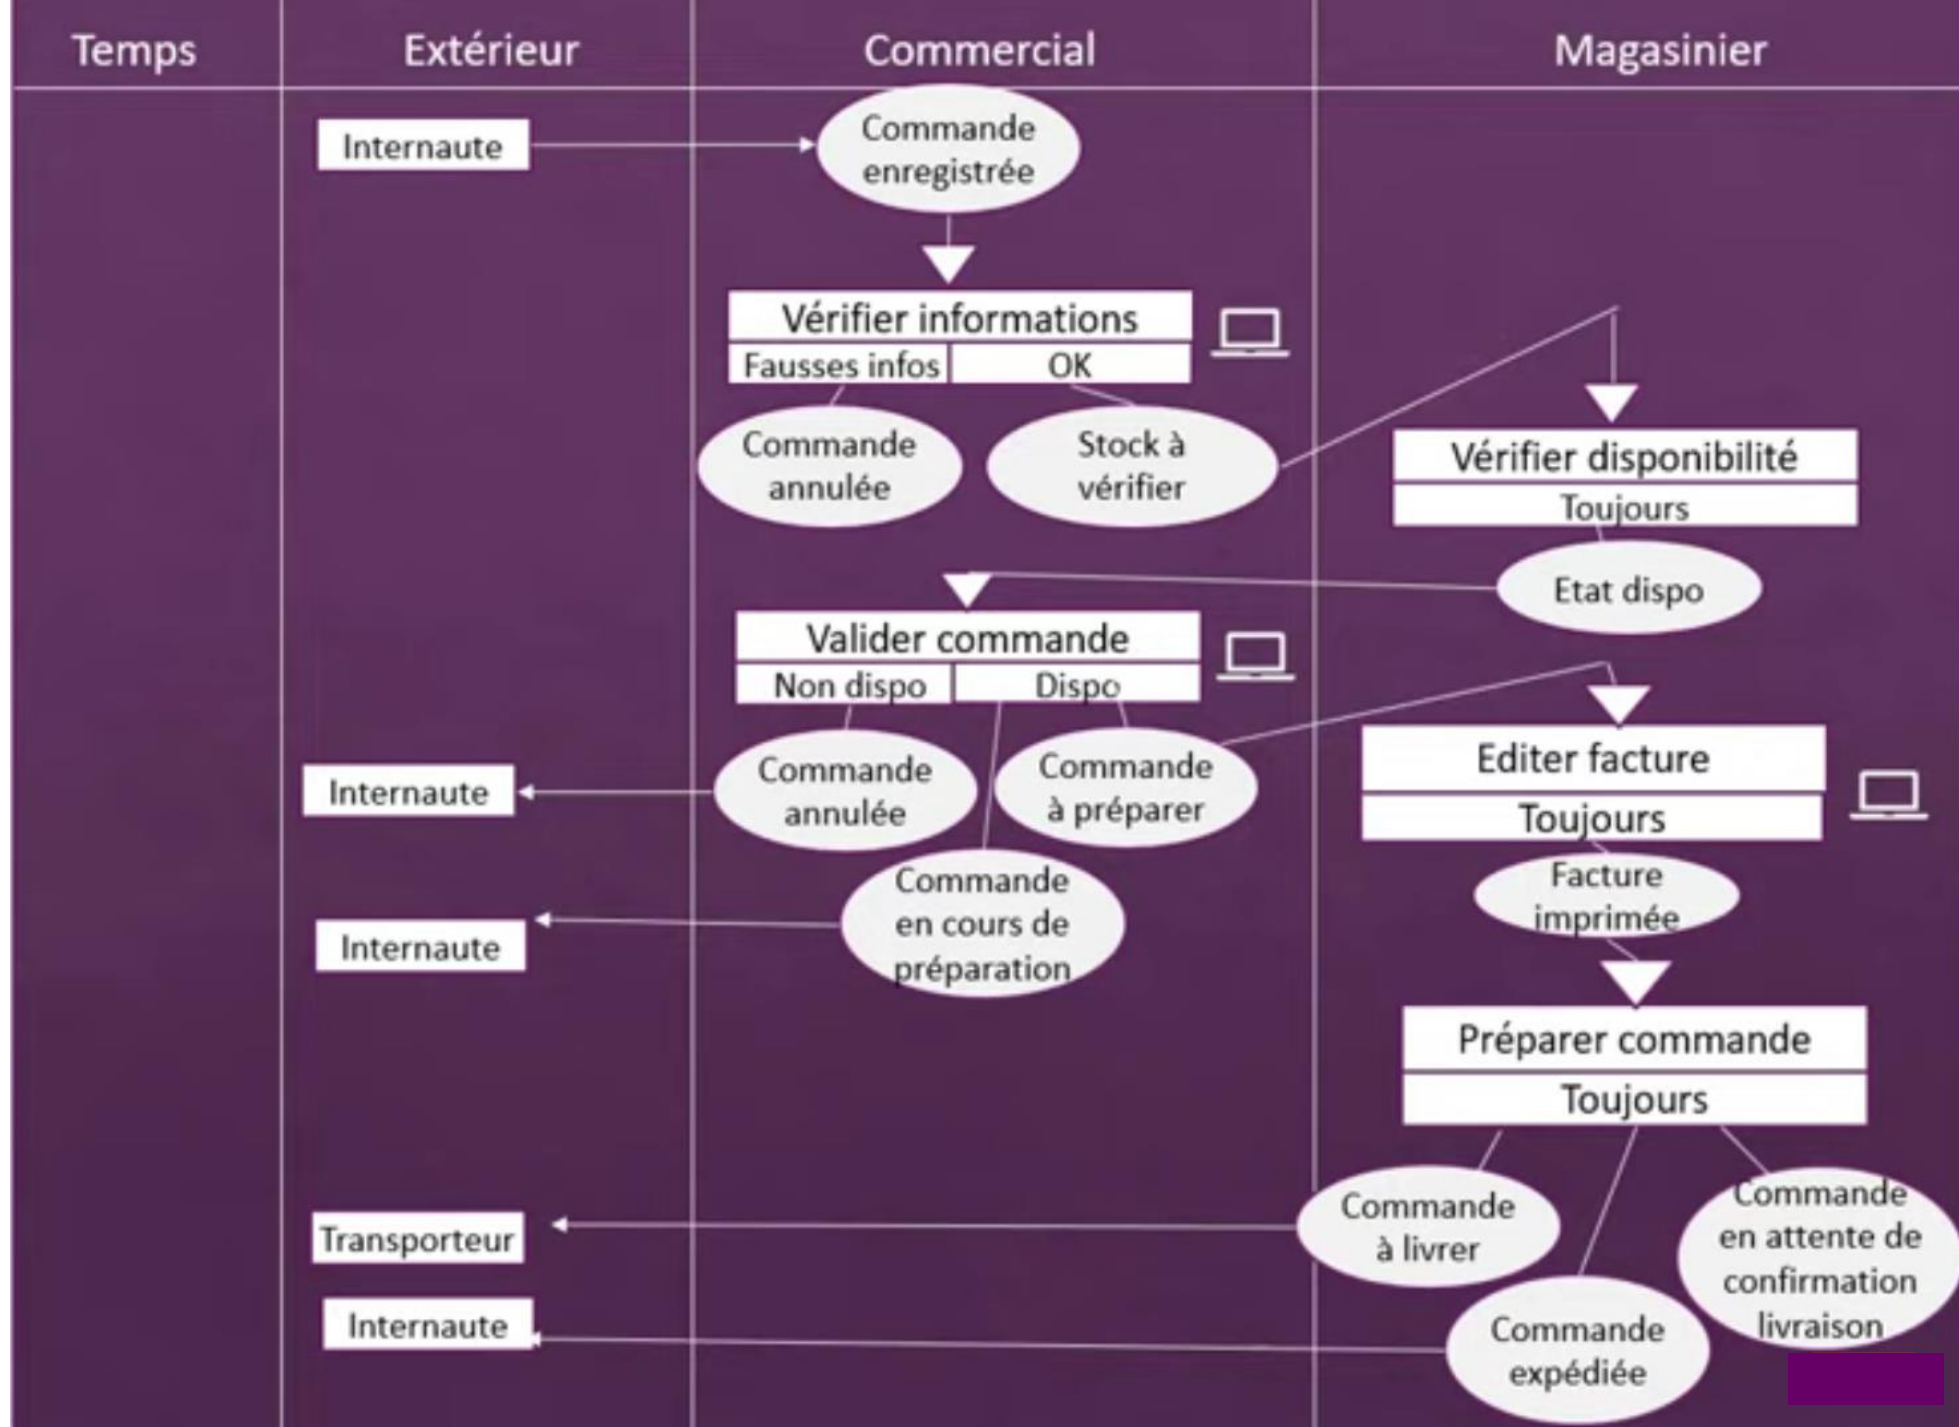 Temps
Extérieur
Commercial
Magasinier
Internaute
Commande
enregistrée
Vérifier informations
Fausses infos
OK
Commande
annulée
Stock à
vérifier
Vérifier disponibilité
Toujours
Etat dispo
Valider commande
Non dispo
Dispo
Internaute
Commande
annulée
Commande
à préparer
Editer facture
Toujours
Facture
imprimée
Internaute
Commande
en cours de
préparation
Préparer commande
Toujours
Transporteur
Commande
à livrer
Commande
en attente de
confirmation
livraison
Internaute
Commande
expédiée